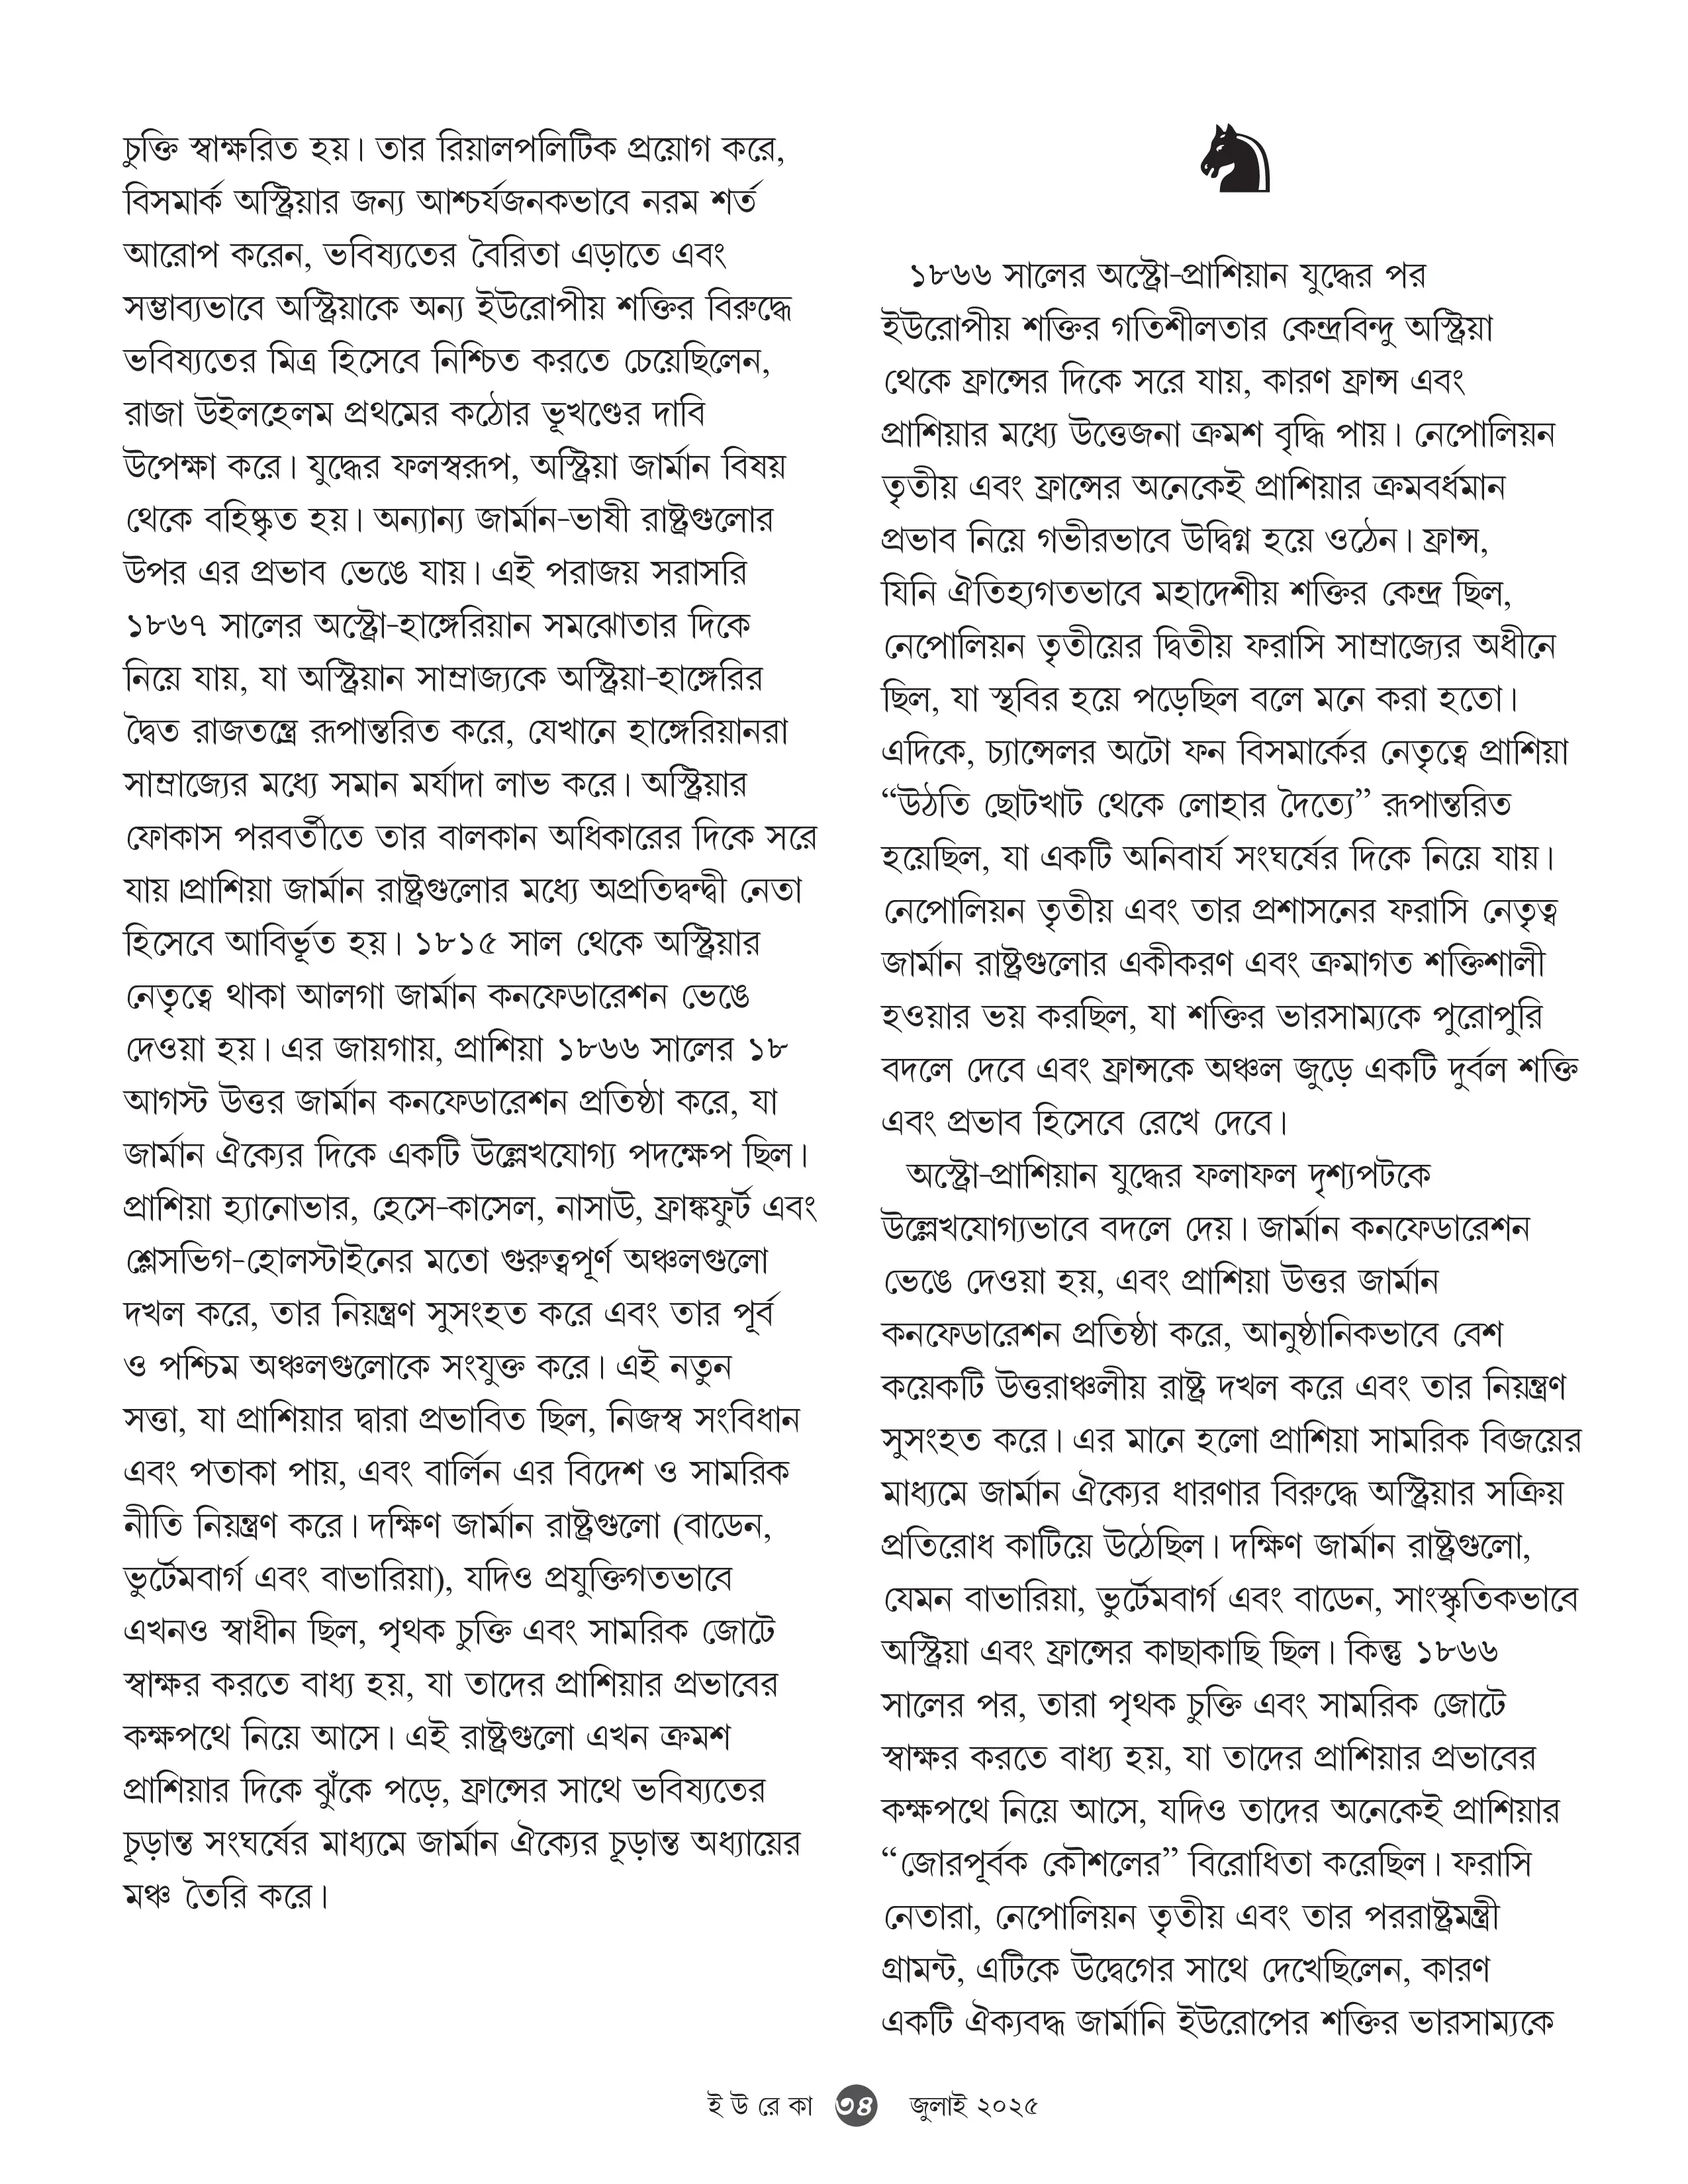 চুক্তি স্বাক্ষরিত হয়। তার রিয়ালপলিটিক প্রয়োগ করে,
বিসমার্ক অস্ট্রিয়ার জন্য আশ্চর্যজনকভাবে নরম শর্ত
আরোপ করেন, ভবিষ্যতের বৈরিতা এড়াতে এবং
সম্ভাব্যভাবে অস্ট্রিয়াকে অন্য ইউরোপীয় শক্তির বিরুদ্ধে
ভবিষ্যতের মিত্র হিসেবে নিশ্চিত করতে চেয়েছিলেন,
রাজা উইলহেলম প্রথমের কঠোর ভূখণ্ডের দাবি
উপেক্ষা করে। যুদ্ধের ফলস্বরূপ, অস্ট্রিয়া জার্মান বিষয়
থেকে বহিষ্কৃত হয়। অন্যান্য জার্মান-ভাষী রাষ্ট্রগুলোর
উপর এর প্রভাব ভেঙে যায়। এই পরাজয় সরাসরি
১৮৬৭ সালের অস্ট্রো-হাঙ্গেরিয়ান সমঝোতার দিকে
নিয়ে যায়, যা অস্ট্রিয়ান সাম্রাজ্যকে অস্ট্রিয়া-হাঙ্গেরির
দ্বৈত রাজতন্ত্রে রূপান্তরিত করে, যেখানে হাঙ্গেরিয়ানরা
সাম্রাজ্যের মধ্যে সমান মর্যাদা লাভ করে। অস্ট্রিয়ার
ফোকাস পরবর্তীতে তার বালকান অধিকারের দিকে সরে
যায়।প্রাশিয়া জার্মান রাষ্ট্রগুলোর মধ্যে অপ্রতিদ্বন্দ্বী নেতা
হিসেবে আবির্ভূত হয়। ১৮১৫ সাল থেকে অস্ট্রিয়ার
নেতৃত্বে থাকা আলগা জার্মান কনফেডারেশন ভেঙে
দেওয়া হয়। এর জায়গায়, প্রাশিয়া ১৮৬৬ সালের ১৮
আগস্ট উত্তর জার্মান কনফেডারেশন প্রতিষ্ঠা করে, যা
জার্মান ঐক্যের দিকে একটি উল্লেখযোগ্য পদক্ষেপ ছিল।
প্রাশিয়া হ্যানোভার, হেসে-কাসেল, নাসাউ, ফ্রাঙ্কফুর্ট এবং
শ্লেসভিগ-হোলস্টাইনের মতো গুরুত্বপূর্ণ অঞ্চলগুলো
দখল করে, তার নিয়ন্ত্রণ সুসংহত করে এবং তার পূর্ব
ও পশ্চিম অঞ্চলগুলোকে সংযুক্ত করে। এই নতুন
সত্তা, যা প্রাশিয়ার দ্বারা প্রভাবিত ছিল, নিজস্ব সংবিধান
এবং পতাকা পায়, এবং বার্লিন এর বিদেশ ও সামরিক
নীতি নিয়ন্ত্রণ করে। দক্ষিণ জার্মান রাষ্ট্রগুলো (বাডেন,
ভুর্টেমবার্গ এবং বাভারিয়া), যদিও প্রযুক্তিগতভাবে
এখনও স্বাধীন ছিল, পৃথক চুক্তি এবং সামরিক জোটে
স্বাক্ষর করতে বাধ্য হয়, যা তাদের প্রাশিয়ার প্রভাবের
কক্ষপথে নিয়ে আসে। এই রাষ্ট্রগুলো এখন ক্রমশ
প্রাশিয়ার দিকে ঝুঁকে পড়ে, ফ্রান্সের সাথে ভবিষ্যতের
চূড়ান্ত সংঘর্ষের মাধ্যমে জার্মান ঐক্যের চূড়ান্ত অধ্যায়ের
মঞ্চ তৈরি করে।
১৮৬৬ সালের অস্ট্রো-প্রাশিয়ান যুদ্ধের পর
ইউরোপীয় শক্তির গতিশীলতার কেন্দ্রবিন্দু অস্ট্রিয়া
থেকে ফ্রান্সের দিকে সরে যায়, কারণ ফ্রান্স এবং
প্রাশিয়ার মধ্যে উত্তেজনা ক্রমশ বৃদ্ধি পায়। নেপোলিয়ন
তৃতীয় এবং ফ্রান্সের অনেকেই প্রাশিয়ার ক্রমবর্ধমান
প্রভাব নিয়ে গভীরভাবে উদ্বিগ্ন হয়ে ওঠেন। ফ্রান্স,
যিনি ঐতিহ্যগতভাবে মহাদেশীয় শক্তির কেন্দ্র ছিল,
নেপোলিয়ন তৃতীয়ের দ্বিতীয় ফরাসি সাম্রাজ্যের অধীনে
ছিল, যা স্থবির হয়ে পড়েছিল বলে মনে করা হতো।
এদিকে, চ্যান্সেলর অটো ফন বিসমার্কের নেতৃত্বে প্রাশিয়া
“উঠতি ছোটখাট থেকে লোহার দৈত্যে” রূপান্তরিত
হয়েছিল, যা একটি অনিবার্য সংঘর্ষের দিকে নিয়ে যায়।
নেপোলিয়ন তৃতীয় এবং তার প্রশাসনের ফরাসি নেতৃত্ব
জার্মান রাষ্ট্রগুলোর একীকরণ এবং ক্রমাগত শক্তিশালী
হওয়ার ভয় করছিল, যা শক্তির ভারসাম্যকে পুরোপুরি
বদলে দেবে এবং ফ্রান্সকে অঞ্চল জুড়ে একটি দুর্বল শক্তি
এবং প্রভাব হিসেবে রেখে দেবে।
অস্ট্রো-প্রাশিয়ান যুদ্ধের ফলাফল দৃশ্যপটকে
উল্লেখযোগ্যভাবে বদলে দেয়। জার্মান কনফেডারেশন
ভেঙে দেওয়া হয়, এবং প্রাশিয়া উত্তর জার্মান
কনফেডারেশন প্রতিষ্ঠা করে, আনুষ্ঠানিকভাবে বেশ
কয়েকটি উত্তরাঞ্চলীয় রাষ্ট্র দখল করে এবং তার নিয়ন্ত্রণ
সুসংহত করে। এর মানে হলো প্রাশিয়া সামরিক বিজয়ের
মাধ্যমে জার্মান ঐক্যের ধারণার বিরুদ্ধে অস্ট্রিয়ার সক্রিয়
প্রতিরোধ কাটিয়ে উঠেছিল। দক্ষিণ জার্মান রাষ্ট্রগুলো,
যেমন বাভারিয়া, ভুর্টেমবার্গ এবং বাডেন, সাংস্কৃতিকভাবে
অস্ট্রিয়া এবং ফ্রান্সের কাছাকাছি ছিল। কিন্তু ১৮৬৬
সালের পর, তারা পৃথক চুক্তি এবং সামরিক জোটে
স্বাক্ষর করতে বাধ্য হয়, যা তাদের প্রাশিয়ার প্রভাবের
কক্ষপথে নিয়ে আসে, যদিও তাদের অনেকেই প্রাশিয়ার
“জোরপূর্বক কৌশলের” বিরোধিতা করেছিল। ফরাসি
নেতারা, নেপোলিয়ন তৃতীয় এবং তার পররাষ্ট্রমন্ত্রী
গ্রামন্ট, এটিকে উদ্বেগের সাথে দেখেছিলেন, কারণ
একটি ঐক্যবদ্ধ জার্মানি ইউরোপের শক্তির ভারসাম্যকে
ই উ রে কা ৩৪ জুলাই ২০২৫